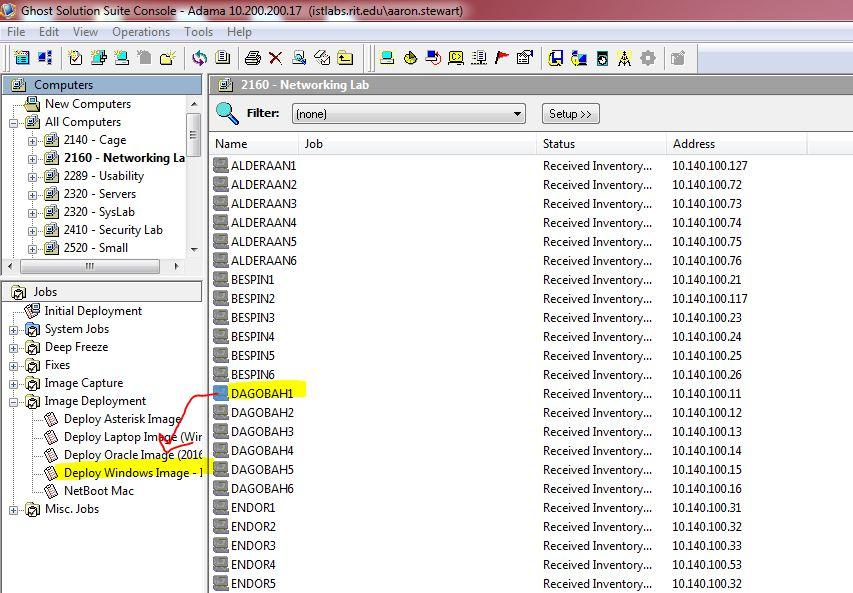 Ghost Solution Suite Console - Adama 10.200.200.17 (istlabs.rit.edu\aaron.stewart)
File Edit View Operations Tools Help
Computers
New Computers
All Computers
2140 - Cage
2160 - Networking La
2289 - Usability
2320 - Servers
2320 - SysLab
2410 - Security Lab
2520 - Small
Jobs
Initial Deployment
System Jobs
Deep Freeze
Fixes
Image Capture
Image Deployment
Deploy Asterisk Image
Deploy Laptop Image (Wir
Deploy Oracle Image (2016
Deploy Windows Image -
NetBoot Mac
Misc. Jobs
2160 - Networking Lab
Filter: (none) Setup >>
Name Job Status Address
ALDERAAN1 Received Inventory... 10.140.100.127
ALDERAAN2 Received Inventory... 10.140.100.72
ALDERAAN3 Received Inventory... 10.140.100.73
ALDERAAN4 Received Inventory... 10.140.100.74
ALDERAAN5 Received Inventory... 10.140.100.75
ALDERAAN6 Received Inventory... 10.140.100.76
BESPIN1 Received Inventory... 10.140.100.21
BESPIN2 Received Inventory... 10.140.100.117
BESPIN3 Received Inventory... 10.140.100.23
BESPIN4 Received Inventory... 10.140.100.24
BESPIN5 Received Inventory... 10.140.100.25
BESPIN6 Received Inventory... 10.140.100.26
DAGOBAH1 Received Inventory... 10.140.100.11
DAGOBAH2 Received Inventory... 10.140.100.12
DAGOBAH3 Received Inventory... 10.140.100.13
DAGOBAH4 Received Inventory... 10.140.100.14
DAGOBAH5 Received Inventory... 10.140.100.15
DAGOBAH6 Received Inventory... 10.140.100.16
ENDOR1 Received Inventory... 10.140.100.31
ENDOR2 Received Inventory... 10.140.100.32
ENDOR3 Received Inventory... 10.140.100.33
ENDOR4 Received Inventory... 10.140.100.53
ENDOR5 Received Inventory... 10.140.100.32